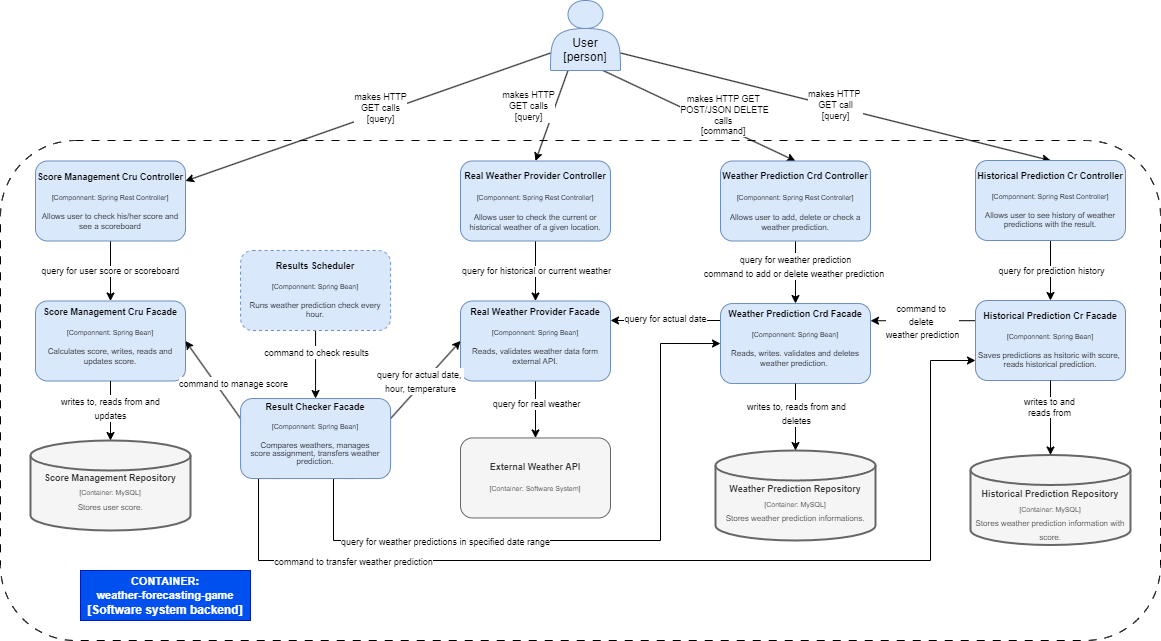 User
[person]
makes HTTP
GET calls
[query]
makes HTTP
GET calls
[query]
makes HTTP GET
POST/JSON DELETE
calls
[command]
makes HTTP
GET call
[query]
Score Management Cru Controller
[Component: Spring Rest Controller]
Allows user to check his/her score and
see a scoreboard
Real Weather Provider Controller
[Component: Spring Rest Controller]
Allows user to check the current or
historical weather of a given location.
Weather Prediction Crd Controller
[Component: Spring Rest Controller]
Allows user to add, delete or check a
weather prediction.
Historical Prediction Cr Controller
[Component: Spring Rest Controller]
Allows user to see history of weather
predictions with the result.
query for user score or scoreboard
query for historical or current weather
query for weather prediction
command to add or delete weather prediction
query for prediction history
Results Scheduler
[Component: Spring Bean]
Runs weather prediction check every
hour.
Score Management Cru Facade
[Component: Spring Bean]
Calculates score, writes, reads and
updates score.
Real Weather Provider Facade
[Component: Spring Bean]
Reads, validates weather data form
external API.
query for actual date
Weather Prediction Crd Facade
[Component: Spring Bean]
Reads, writes. validates and deletes
weather prediction.
command to
delete
weather prediction
Historical Prediction Cr Facade
[Component: Spring Bean]
Saves predictions as hsitoric with score,
reads historical prediction.
command to check results
command to manage score
query for actual date,
hour, temperature
writes to, reads from and
updates
Result Checker Facade
[Component: Spring Bean]
Compares weathers, manages
score assignment, transfers weather
prediction.
query for real weather
writes to, reads from and
deletes
writes to and
reads from
Score Management Repository
[Container: MySQL]
Stores user score.
External Weather API
[Container: Software System]
Weather Prediction Repository
[Container: MySQL]
Stores weather prediction informations.
Historical Prediction Repository
[Container: MySQL]
Stores weather prediction information with
score.
query for weather predictions in specified date range
command to transfer weather prediction
CONTAINER:
weather-forecasting-game
[Software system backend]